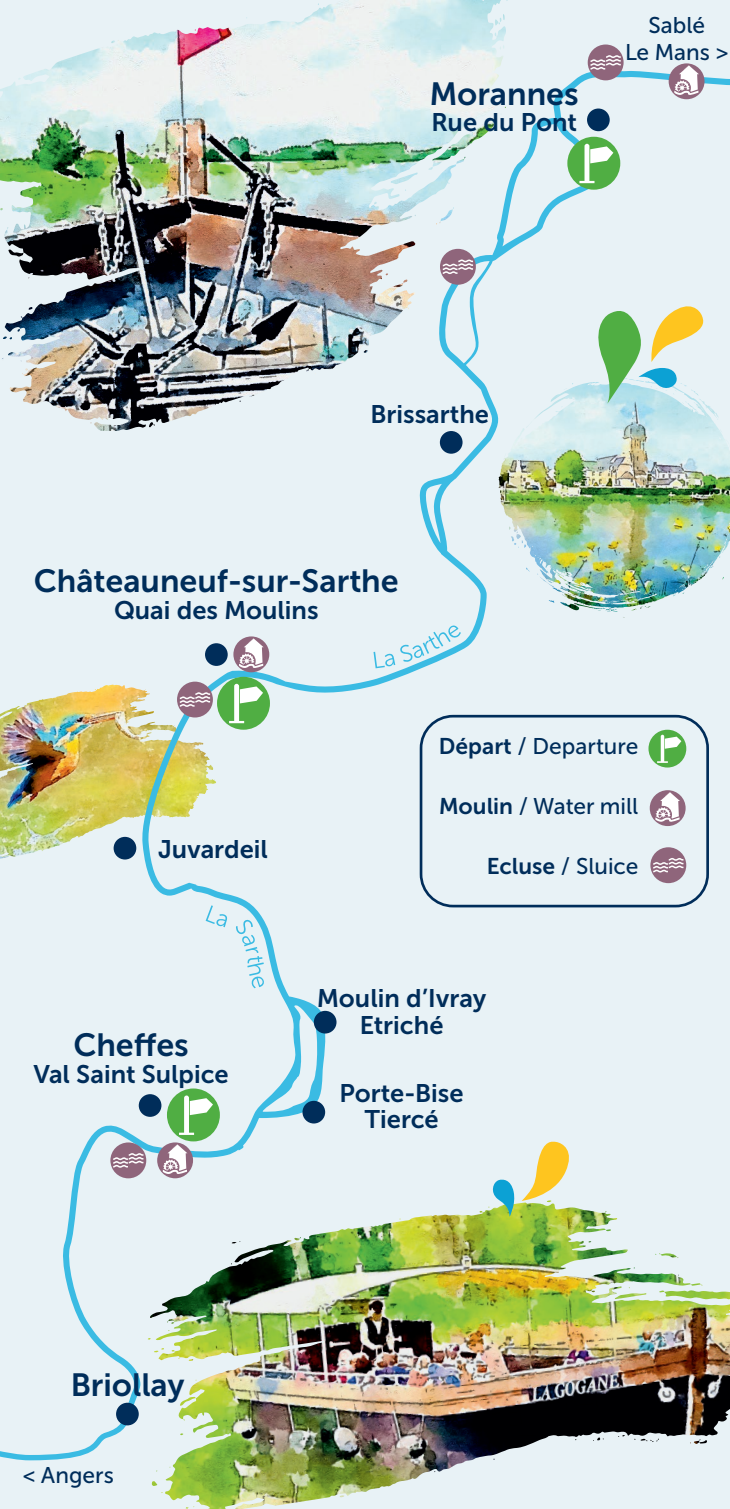 Sablé
Le Mans >
Morannes
Rue du Pont
Brissarthe
Châteauneuf-sur-Sarthe
Quai des Moulins
La Sarthe
Départ / Departure
Moulin / Water mill
Ecluse / Sluice
Juvardeil
La Sarthe
Moulin d’Ivray
Etriché
Cheffes
Val Saint Sulpice
Porte-Bise
Tiercé
Briollay
LA GOGANE
< Angers